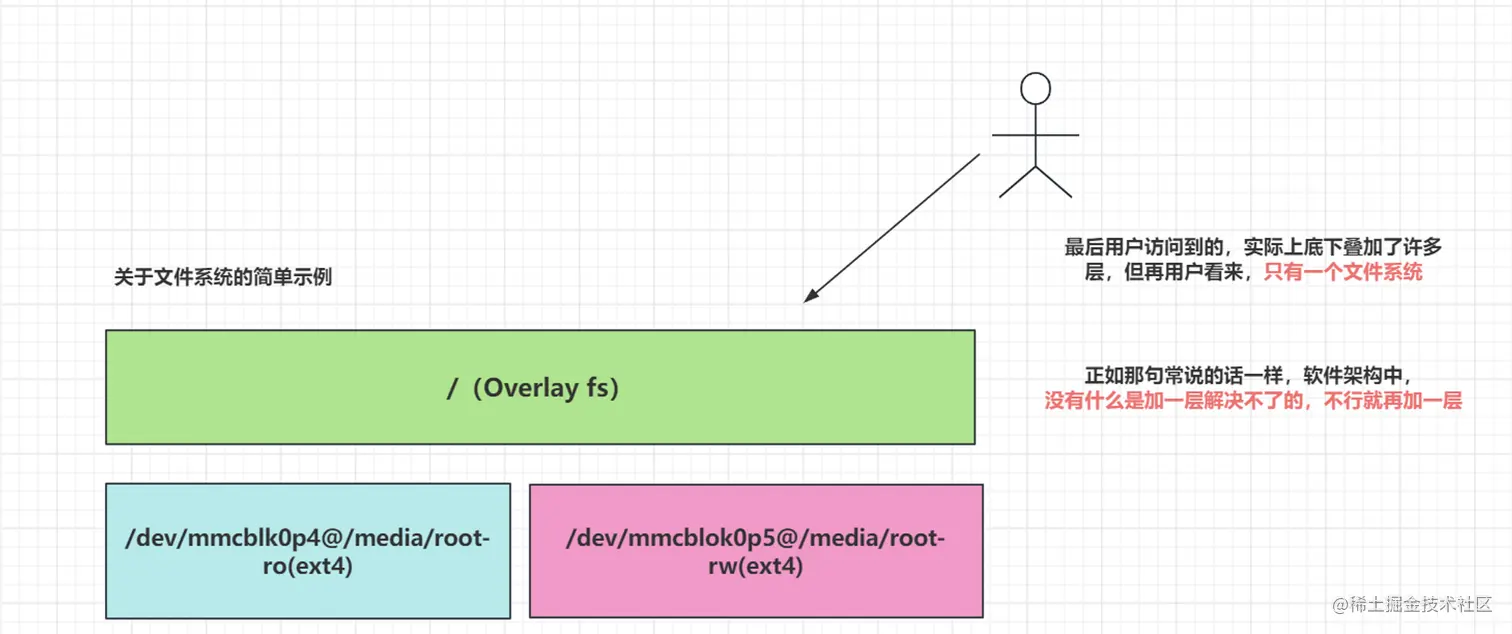 最后用户访问到的，实际上底下叠加了许多
层，但再用户看来，只有一个文件系统
关于文件系统的简单示例
/（Overlay fs）
正如那句常说的话一样，软件架构中，
没有什么是加一层解决不了的，不行就再加一层
/dev/mmcblk0p4@/media/root-
ro(ext4)
/dev/mmcblok0p5@/media/root-
rw(ext4)
@稀土掘金技术社区